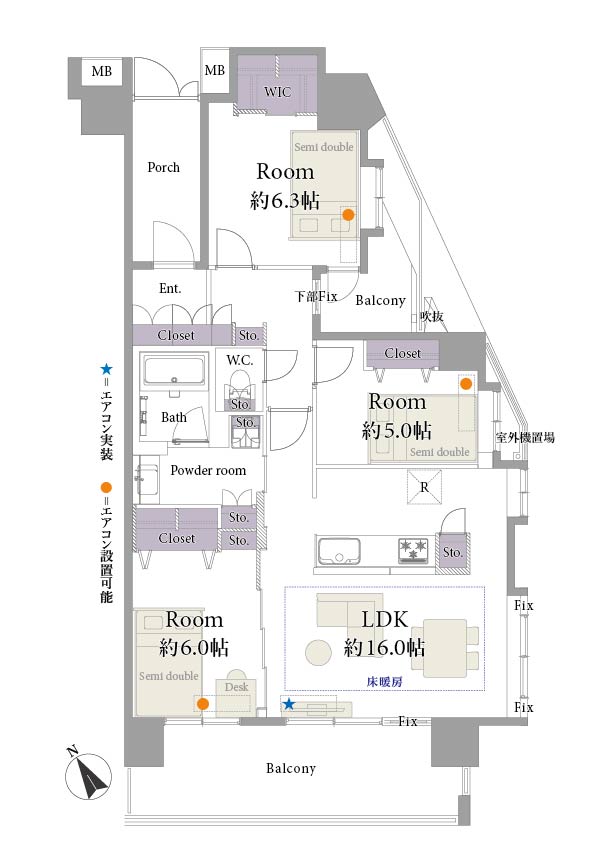 MB
MB
WIC
Porch
Semi double
Room
約6.3帖
Ent.
下部Fix
Balcony
吹抜
Closet
Sto.
W.C.
Closet
Sto.
Sto.
Bath
Room
約5.0帖
Semi double
室外機置場
★=エアコン実装
●=エアコン設置可能
Powder room
R
Closet
Sto.
Sto.
Sto.
Room
約6.0帖
Semi double
Desk
LDK
約16.0帖
床暖房
Fix
Fix
Fix
N
Balcony